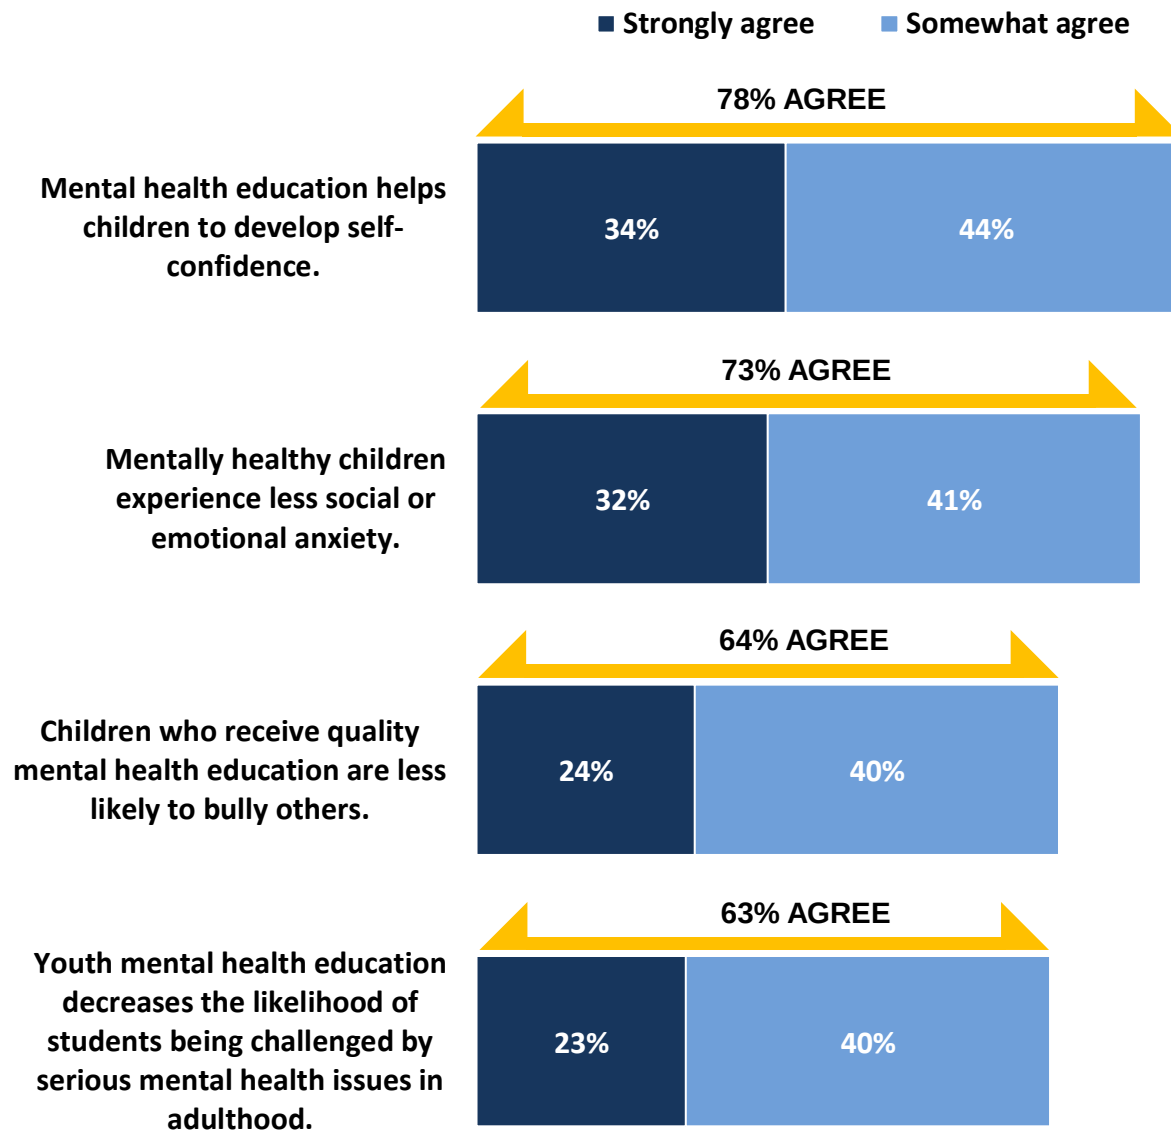 Strongly agree Somewhat agree
78% AGREE
Mental health education helps
children to develop self-
confidence.
34% 44%
73% AGREE
Mentally healthy children
experience less social or
emotional anxiety.
32% 41%
64% AGREE
Children who receive quality
mental health education are less
likely to bully others.
24% 40%
63% AGREE
Youth mental health education
decreases the likelihood of
students being challenged by
serious mental health issues in
adulthood.
23% 40%